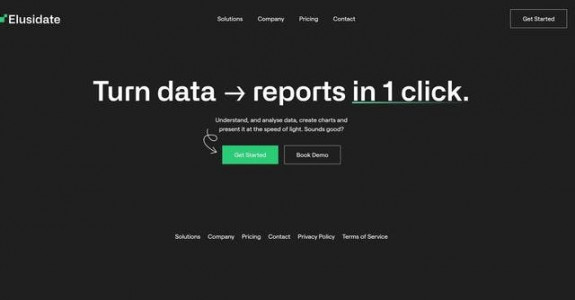 Elusidate
Solutions Company Pricing Contact
Get Started
Turn data → reports in 1 click.
Understand, and analyse data, create charts and
present it at the speed of light. Sounds good?
Get Started Book Demo
Solutions Company Pricing Contact Privacy Policy Terms of Service